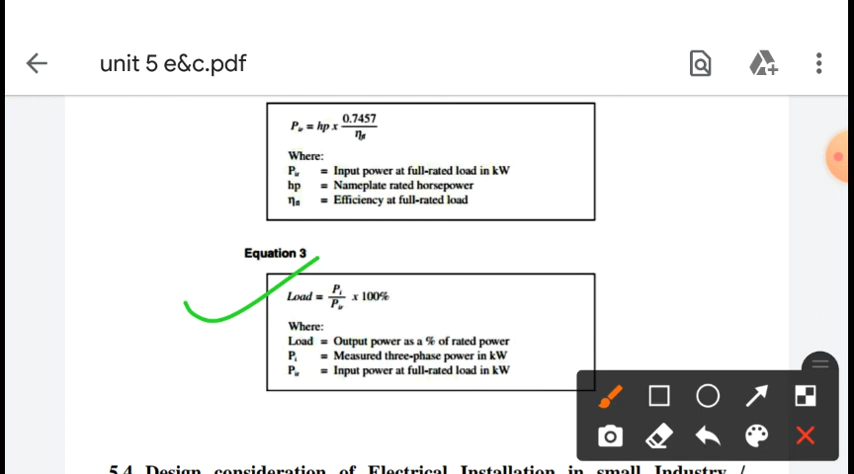 unit 5 e&c.pdf
Pᵢᵣ = hp x 0.7457 / ηfl
Where:
Pᵢᵣ = Input power at full-rated load in kW
hp = Nameplate rated horsepower
ηfl = Efficiency at full-rated load
Equation 3
Load = Pᵢ / Pᵢᵣ x 100%
Where:
Load = Output power as a % of rated power
Pᵢ = Measured three-phase power in kW
Pᵢᵣ = Input power at full-rated load in kW
5.4 Design consideration of Electrical Installation in small Industry /